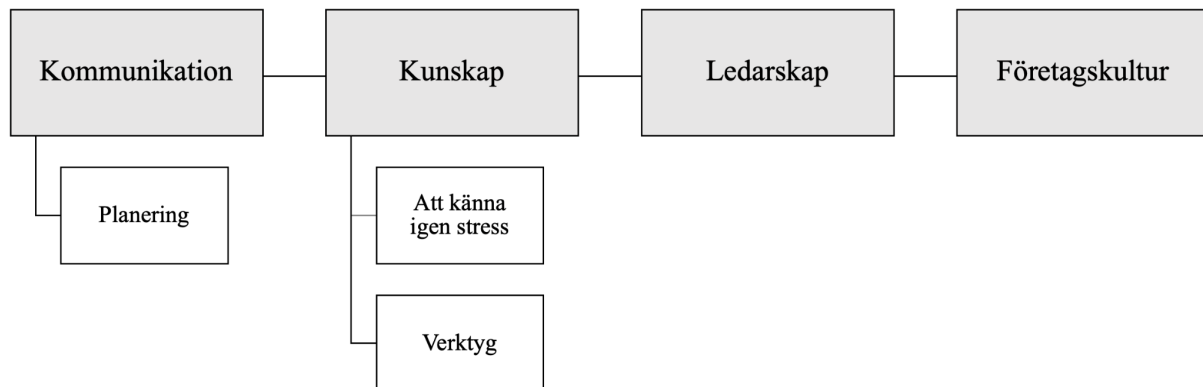 Kommunikation
Kunskap
Ledarskap
Företagskultur
Planering
Att känna
igen stress
Verktyg